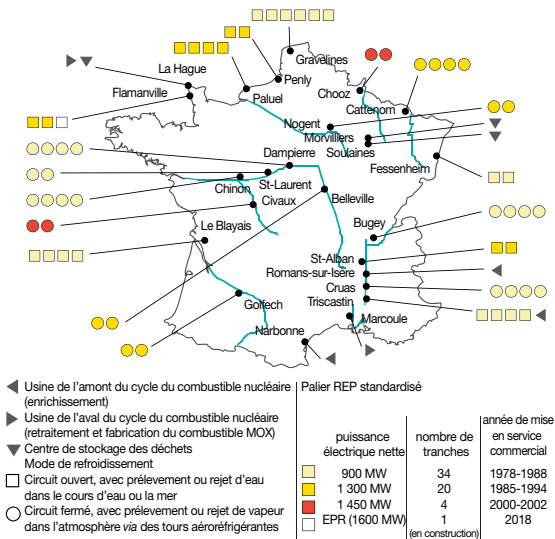 Gravelines
Penly
Chooz
La Hague
Flamanville
Paluel
Cattenom
Nogent
Morvilliers
Soulaines
Dampierre
Fessenheim
St-Laurent
Chinon
Civaux
Belleville
Le Blayais
Bugey
St-Alban
Romans-sur-Isère
Cruas
Triscastin
Golfech
Marcoule
Narbonne
Usine de l'amont du cycle du combustible nucléaire
(enrichissement)
Usine de l'aval du cycle du combustible nucléaire
(retraitement et fabrication du combustible MOX)
Centre de stockage des déchets
Mode de refroidissement
Circuit ouvert, avec prélevement ou rejet d'eau
dans le cours d'eau ou la mer
Circuit fermé, avec prélevement ou rejet de vapeur
dans l'atmosphère via des tours aéroréfrigérantes
Palier REP standardisé
puissance
électrique nette
nombre de
tranches
année de mise
en service
commercial
900 MW 34 1978-1988
1 300 MW 20 1985-1994
1 450 MW 4 2000-2002
EPR (1600 MW) 1 2018
(en construction)